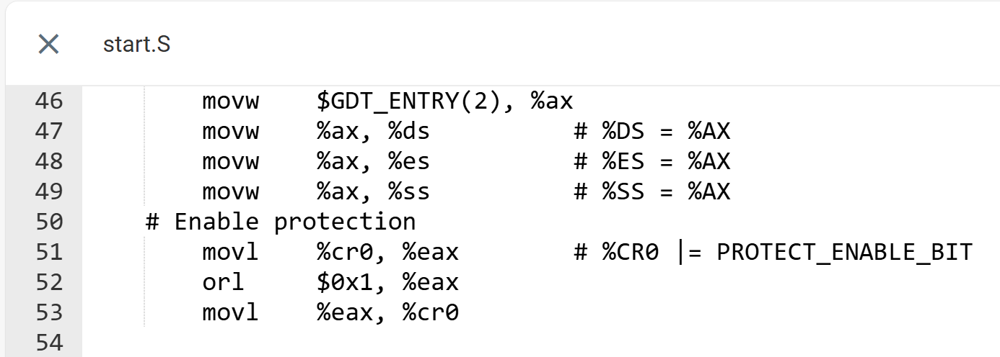 start.S
46 movw $GDT_ENTRY(2), %ax
47 movw %ax, %ds # %DS = %AX
48 movw %ax, %es # %ES = %AX
49 movw %ax, %ss # %SS = %AX
50 # Enable protection
51 movl %cr0, %eax # %CR0 |= PROTECT_ENABLE_BIT
52 orl $0x1, %eax
53 movl %eax, %cr0
54